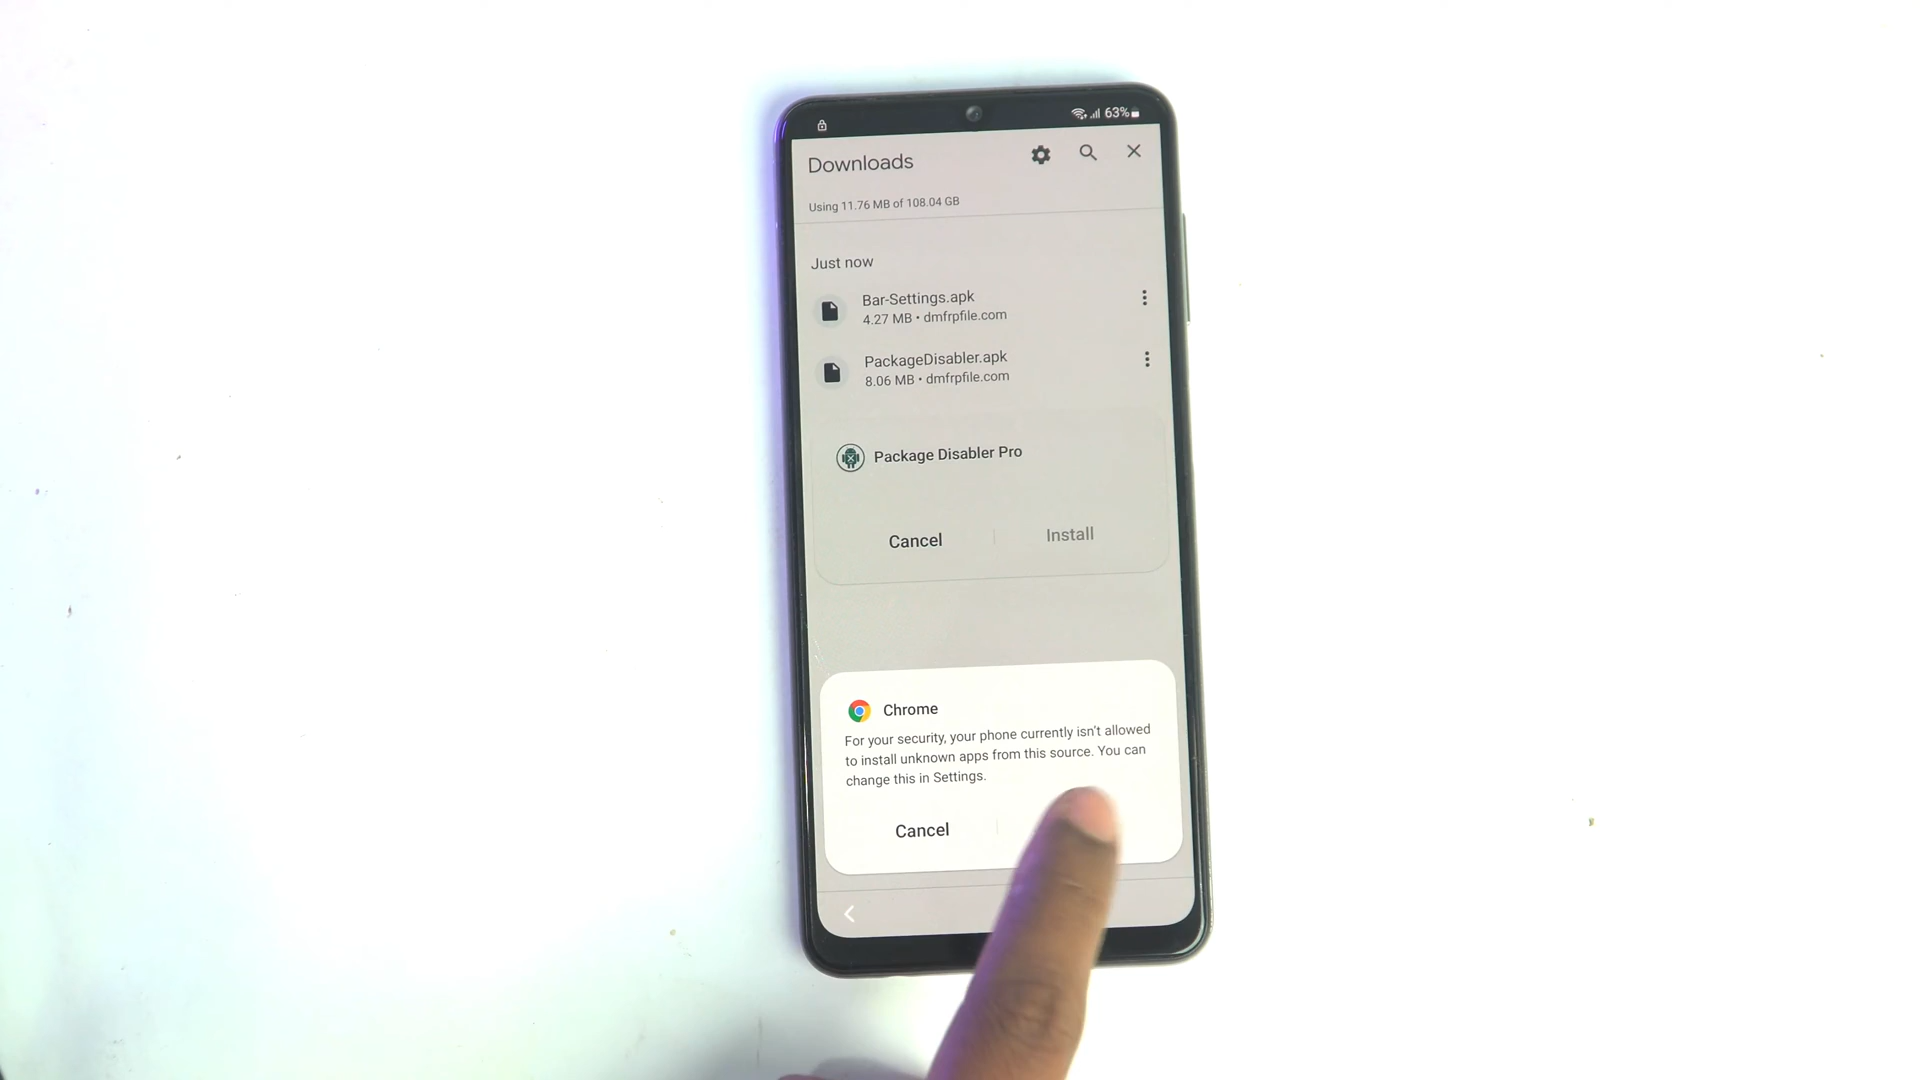 63%
Downloads
Using 11.76 MB of 108.04 GB
Just now
Bar-Settings.apk
4.27 MB • dmfrpfile.com
PackageDisabler.apk
8.06 MB • dmfrpfile.com
Package Disabler Pro
Cancel
Install
Chrome
For your security, your phone currently isn't allowed
to install unknown apps from this source. You can
change this in Settings.
Cancel